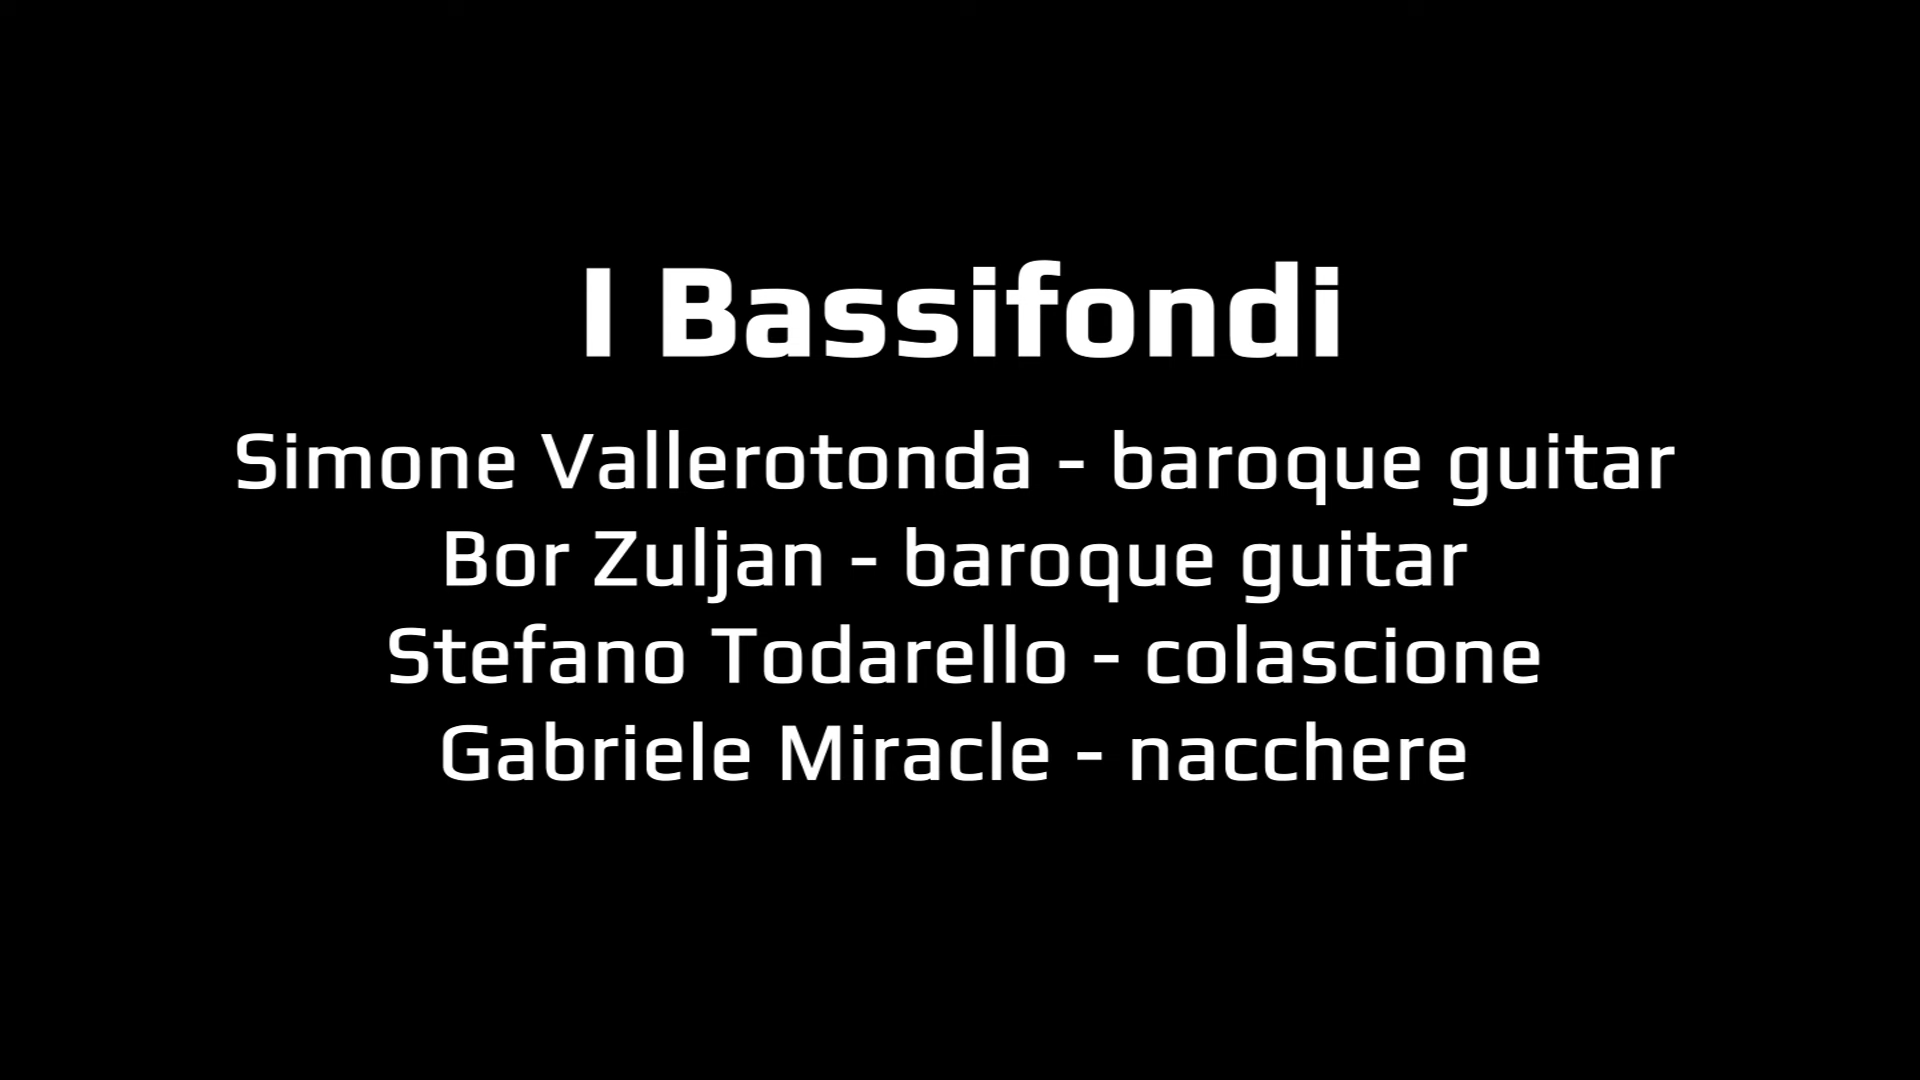 I Bassifondi
Simone Vallerotonda - baroque guitar
Bor Zuljan - baroque guitar
Stefano Todarello - colascione
Gabriele Miracle - nacchere